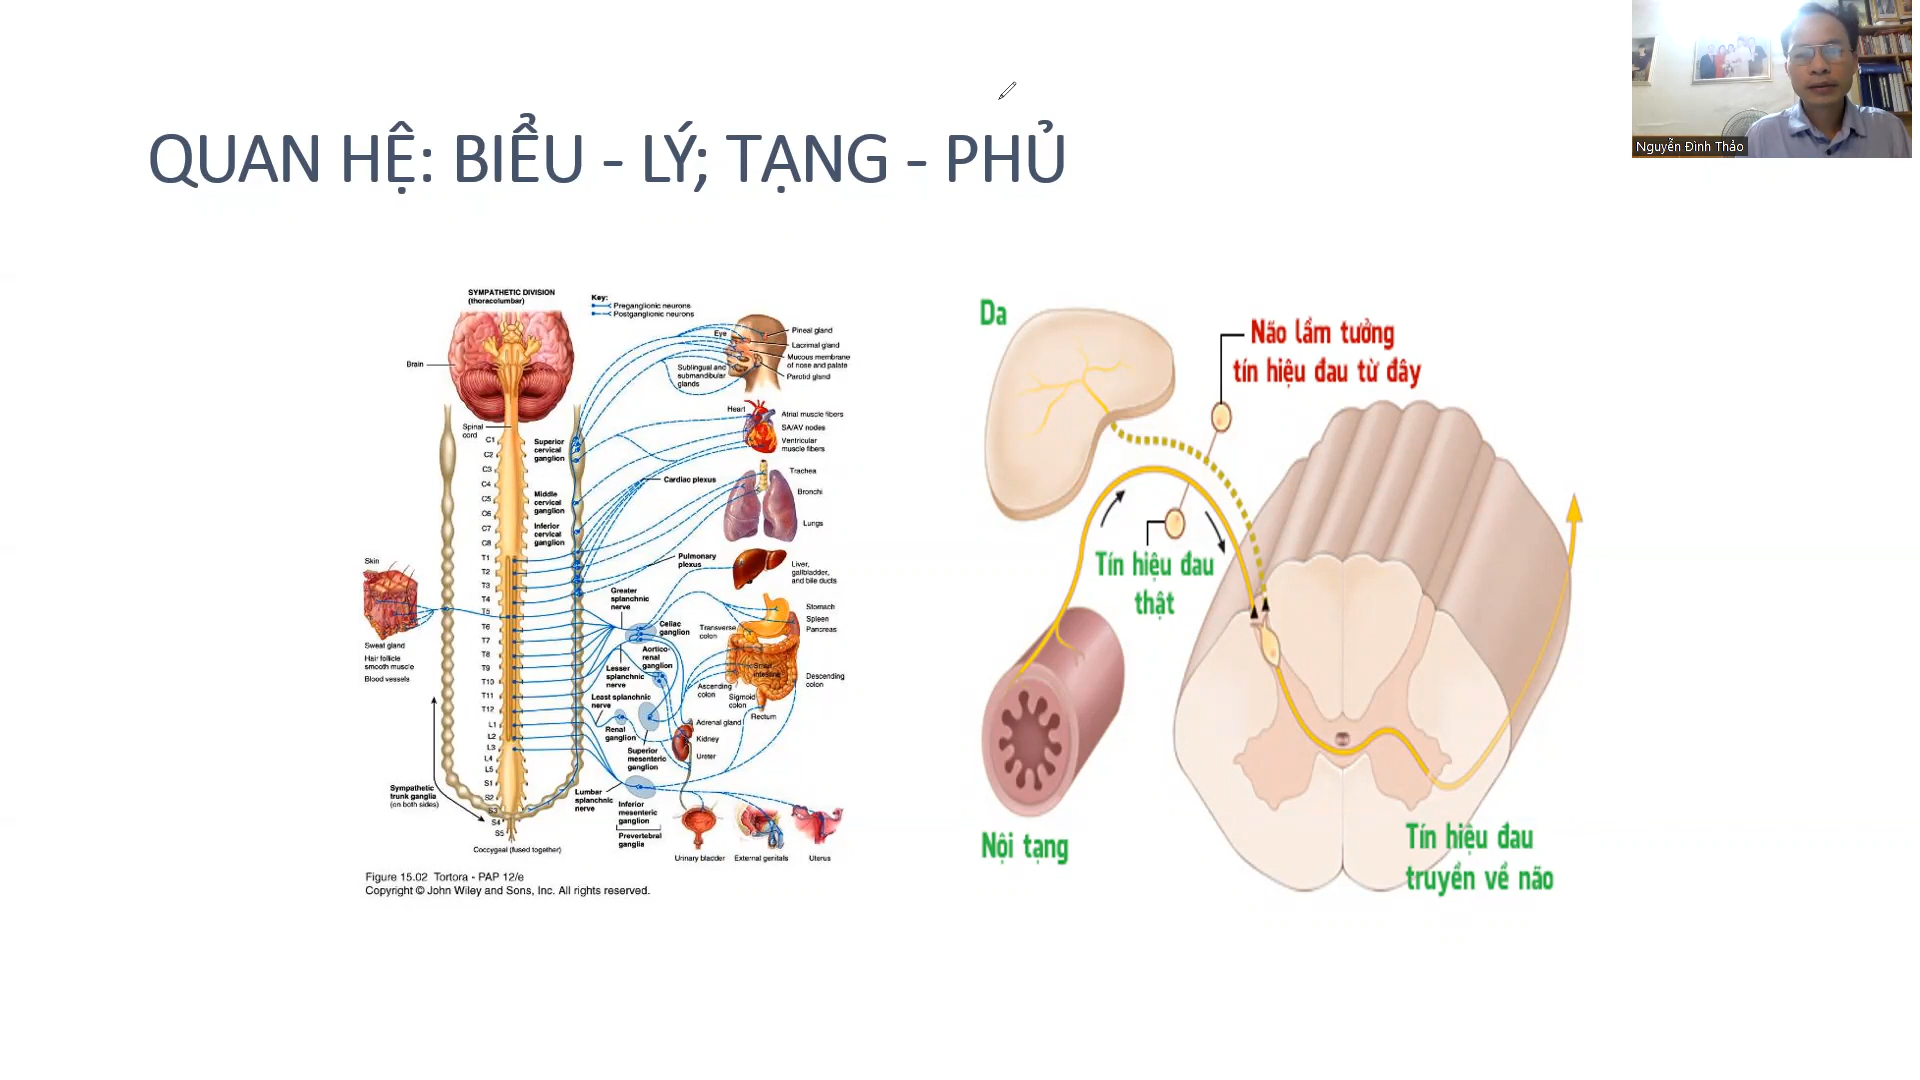 QUAN HỆ: BIỂU - LÝ; TẠNG - PHỦ
Nguyễn Đình Thảo
SYMPATHETIC DIVISION
(thoracolumbar)
Key:
Preganglionic neurons
Postganglionic neurons
Brain
Spinal
cord
C1
C2
C3
C4
C5
C6
C7
C8
T1
T2
T3
T4
T5
T6
T7
T8
T9
T10
T11
T12
L1
L2
L3
L4
L5
S1
S2
S3
S4
S5
Coccygeal (fused together)
Skin
Sweat gland
Hair follicle
smooth muscle
Blood vessels
Sympathetic
trunk ganglia
(on both sides)
Superior
cervical
ganglion
Middle
cervical
ganglion
Inferior
cervical
ganglion
Eye
Sublingual and
submandibular
glands
Pineal gland
Lacrimal gland
Mucous membrane
of nose and palate
Parotid gland
Heart
Atrial muscle fibers
SA/AV nodes
Ventricular
muscle fibers
Cardiac plexus
Trachea
Bronchi
Lungs
Pulmonary
plexus
Liver,
gallbladder,
and bile ducts
Greater
splanchnic
nerve
Celiac
ganglion
Transverse
colon
Stomach
Spleen
Pancreas
Aortico-
renal
ganglion
Lesser
splanchnic
nerve
Small
intestine
Ascending
colon
Sigmoid
colon
Descending
colon
Rectum
Least splanchnic
nerve
Renal
ganglion
Adrenal gland
Kidney
Ureter
Superior
mesenteric
ganglion
Lumbar
splanchnic
nerve
Inferior
mesenteric
ganglion
Prevertebral
ganglia
Urinary bladder
External genitals
Uterus
Figure 15.02 Tortora - PAP 12/e
Copyright © John Wiley and Sons, Inc. All rights reserved.
Da
Não lầm tưởng
tín hiệu đau từ đây
Tín hiệu đau
thật
Nội tạng
Tín hiệu đau
truyền về não